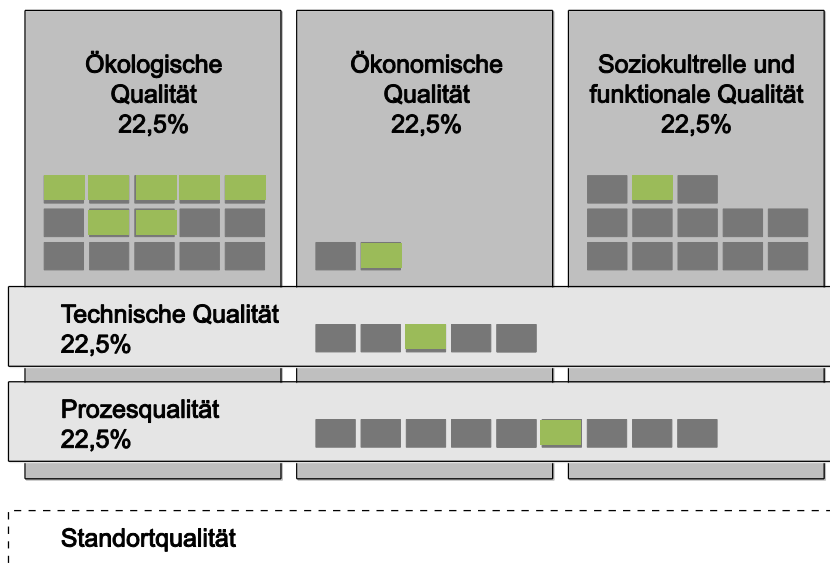 Ökologische
Qualität
22,5%
Ökonomische
Qualität
22,5%
Soziokultrelle und
funktionale Qualität
22,5%
Technische Qualität
22,5%
Prozesqualität
22,5%
Standortqualität